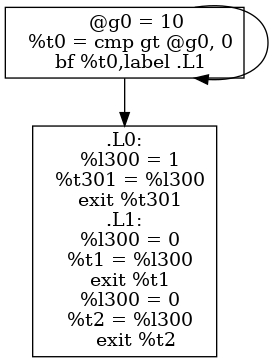 @g0 = 10
%t0 = cmp gt @g0, 0
bf %t0,label .L1
.L0:
%l300 = 1
%t301 = %l300
exit %t301
.L1:
%l300 = 0
%t1 = %l300
exit %t1
%l300 = 0
%t2 = %l300
exit %t2